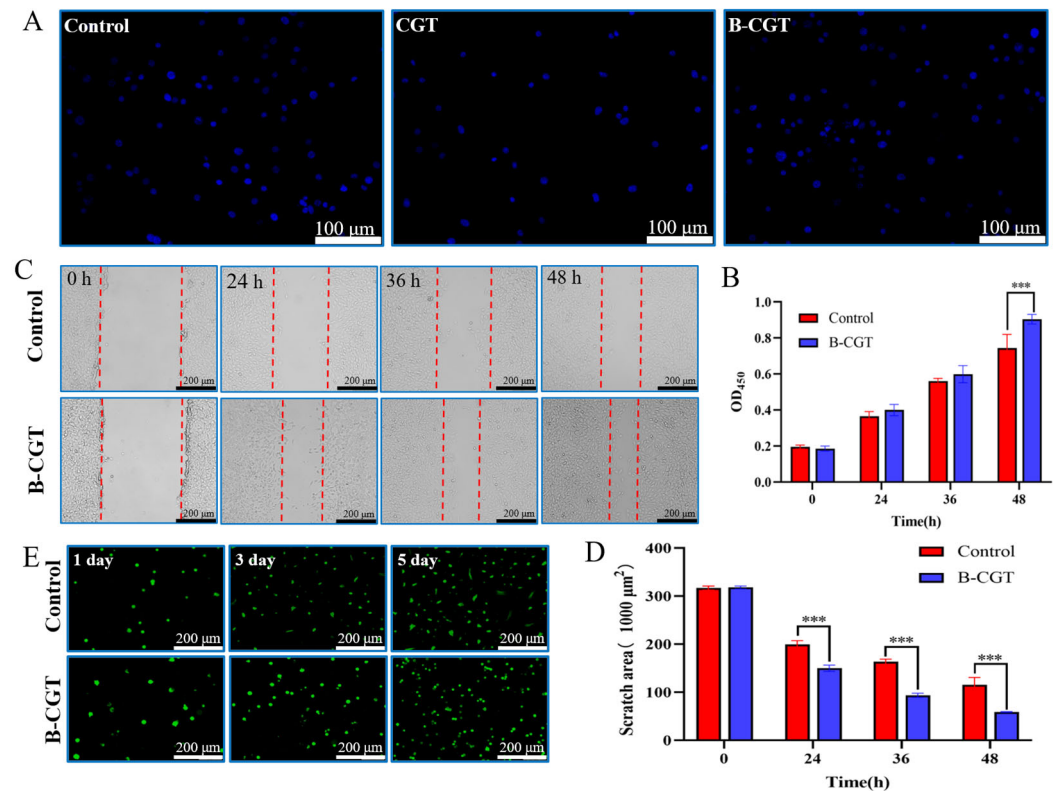 A
Control
CGT
B-CGT
100 μm
100 μm
100 μm
C
0 h
24 h
36 h
48 h
Control
200 μm
200 μm
200 μm
200 μm
B-CGT
200 μm
200 μm
200 μm
200 μm
B
***
Control
B-CGT
OD450
1.0
0.8
0.6
0.4
0.2
0.0
0
24
36
48
Time(h)
E
1 day
3 day
5 day
Control
200 μm
200 μm
200 μm
B-CGT
200 μm
200 μm
200 μm
D
Control
B-CGT
Scratch area( 1000 μm²)
400
300
200
100
0
***
***
***
0
24
36
48
Time(h)